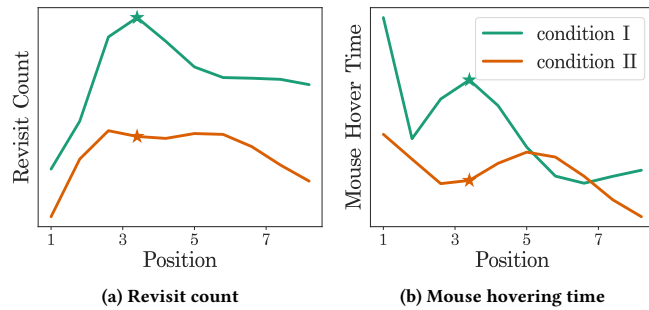 Revisit Count
1 3 5 7
Position
(a) Revisit count
Mouse Hover Time
condition I
condition II
1 3 5 7
Position
(b) Mouse hovering time